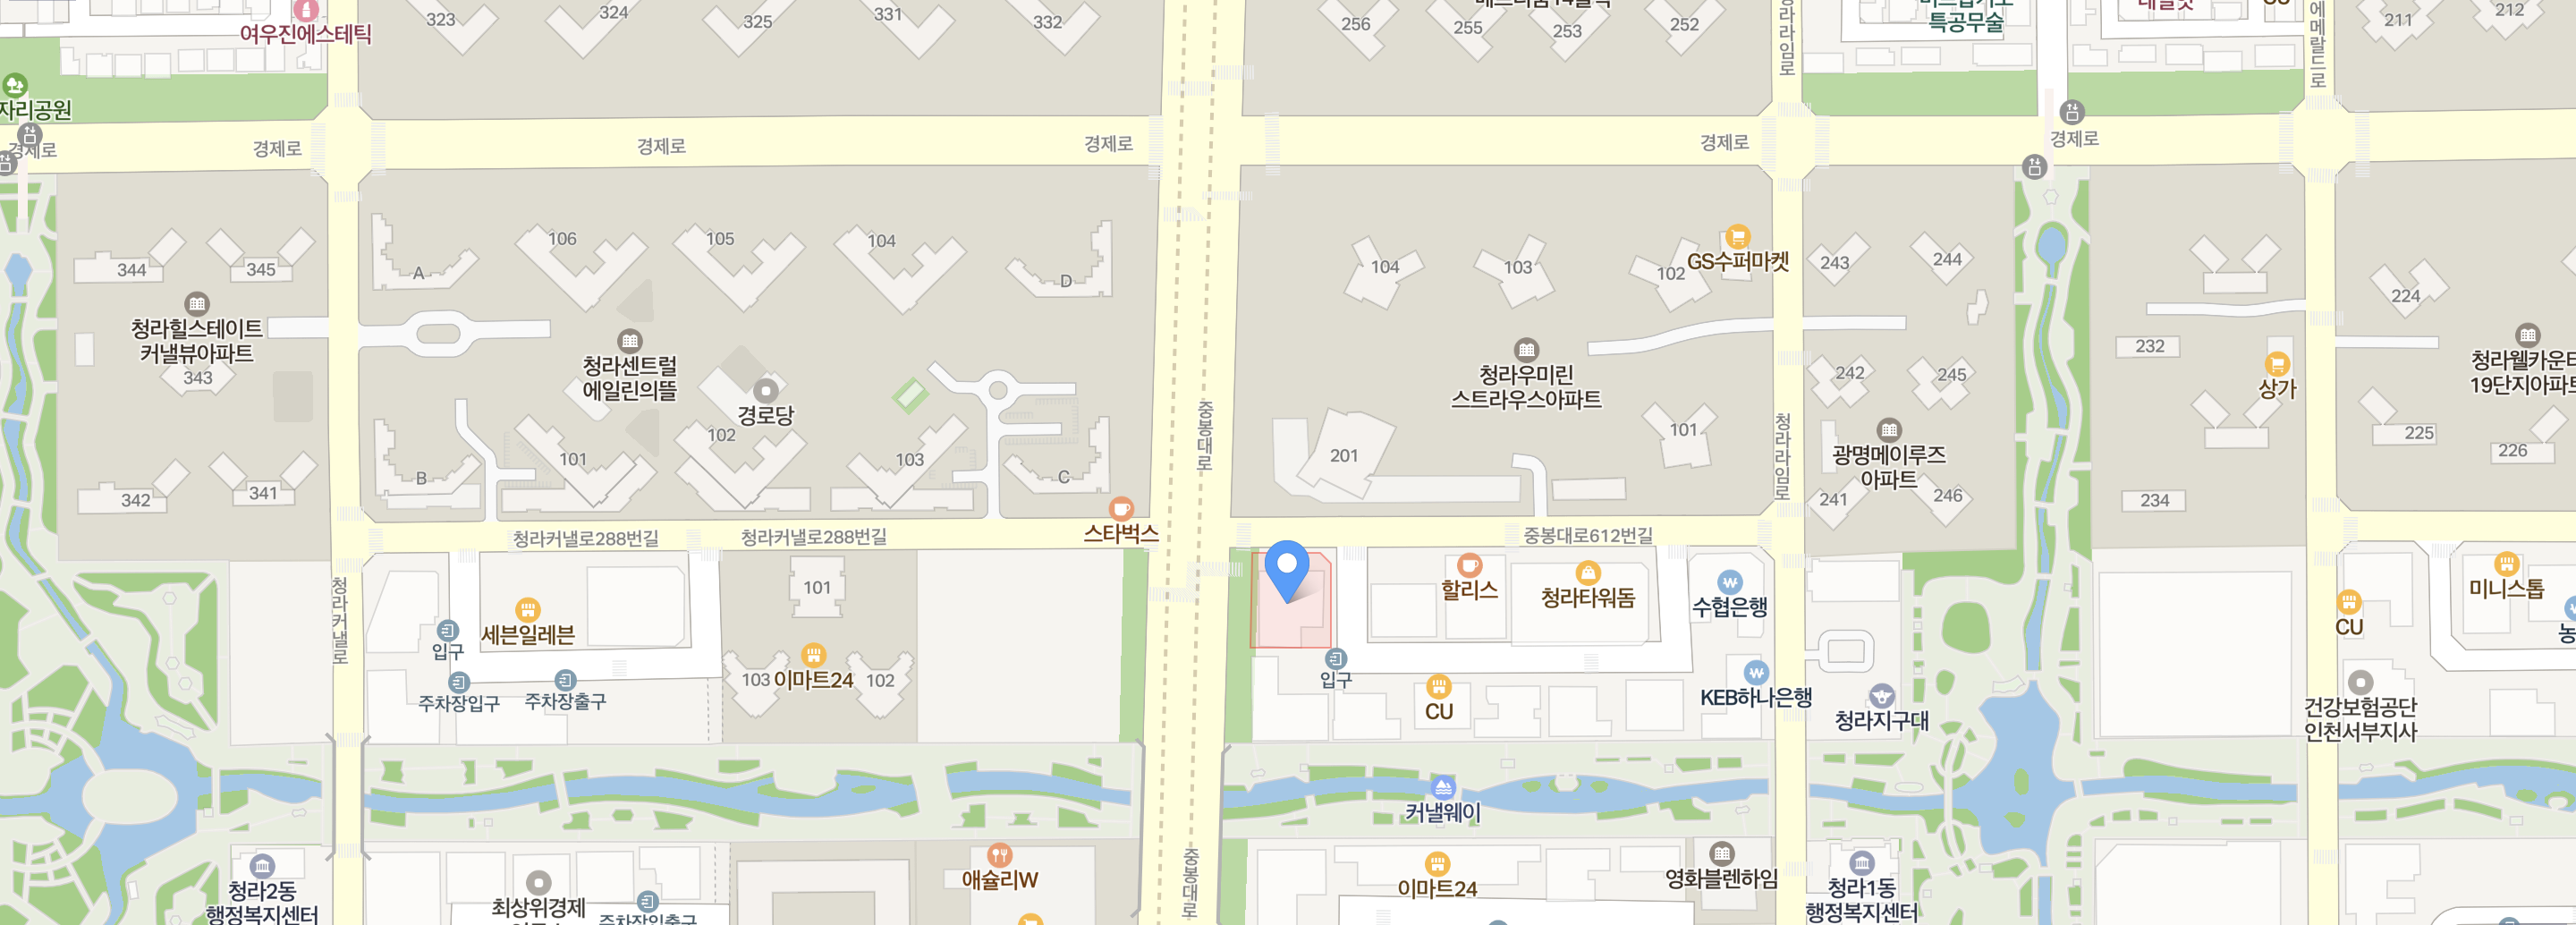 323
324
325
331
332
256
255
253
252
211
212
여우진에스테틱
특공무술
청라라임로
에메랄드로
자리공원
경제로
경제로
경제로
경제로
경제로
경제로
344
345
A
106
105
104
D
104
103
102
GS수퍼마켓
243
244
224
청라힐스테이트
커낼뷰아파트
343
청라센트럴
에일린의뜰
경로당
청라우미린
스트라우스아파트
242
245
232
상가
청라웰카운티
19단지아파트
342
341
B
101
102
103
C
중봉대로
201
101
청라라임로
광명메이루즈
아파트
241
246
234
225
226
스타벅스
청라커낼로288번길
청라커낼로288번길
중봉대로612번길
청라커낼로
세븐일레븐
입구
주차장입구
주차장출구
101
103
이마트24
102
할리스
청라타워돔
수협은행
입구
CU
KEB하나은행
청라지구대
CU
미니스톱
농
건강보험공단
인천서부지사
커낼웨이
청라2동
행정복지센터
최상위경제
주차장입출구
애슐리W
중봉대로
이마트24
영화블렌하임
청라1동
행정복지센터